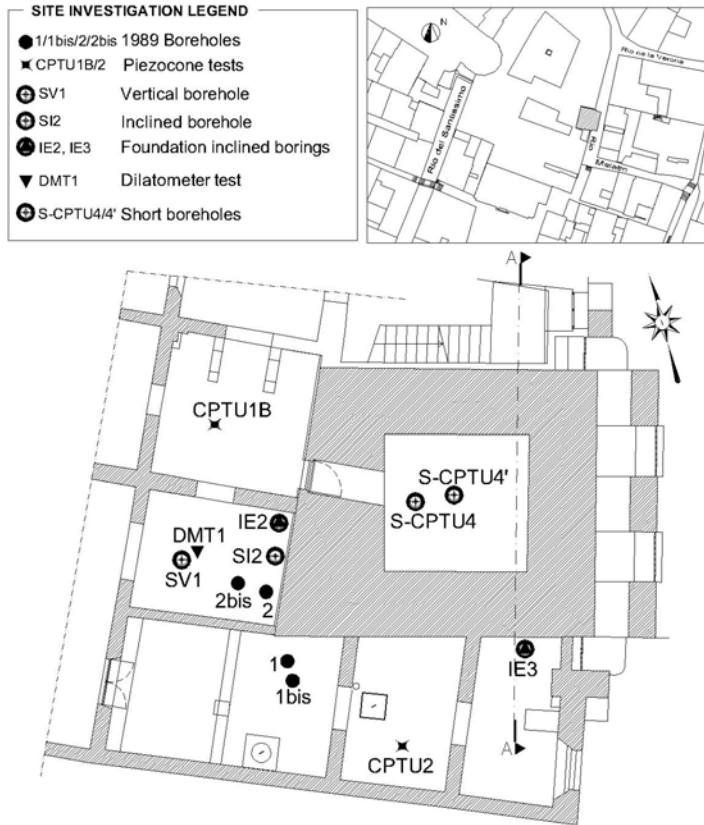 SITE INVESTIGATION LEGEND
1/1bis/2/2bis 1989 Boreholes
CPTU1B/2 Piezocone tests
SV1 Vertical borehole
SI2 Inclined borehole
IE2, IE3 Foundation inclined borings
DMT1 Dilatometer test
S-CPTU4/4' Short boreholes
N
Rio de la Verona
Rio del Santissimo
Rio
Malatin
A
CPTU1B
S-CPTU4'
S-CPTU4
IE2
DMT1
SI2
SV1
2bis
2
1
1bis
IE3
CPTU2
A